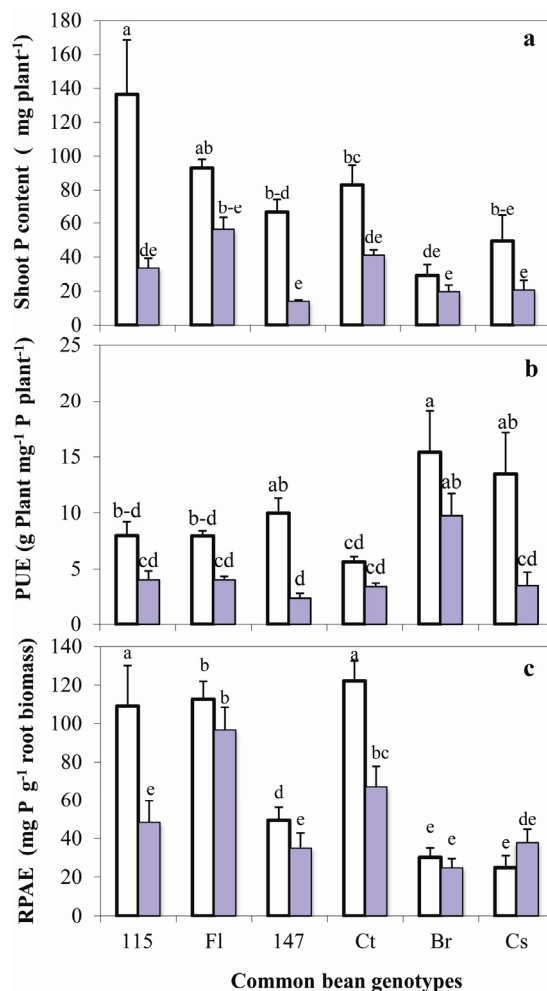 a
180
160
140
120
100
80
60
40
20
0
Shoot P content ( mg plant-1)
a
de
ab
b-e
b-d
e
bc
de
de
e
b-e
e
b
25
20
15
10
5
0
PUE (g Plant mg-1 P plant-1)
b-d
cd
b-d
cd
ab
d
cd
cd
a
ab
ab
cd
c
140
120
100
80
60
40
20
0
RPAE (mg P g-1 root biomass)
a
e
b
b
d
e
a
bc
e
e
e
de
115 Fl 147 Ct Br Cs
Common bean genotypes